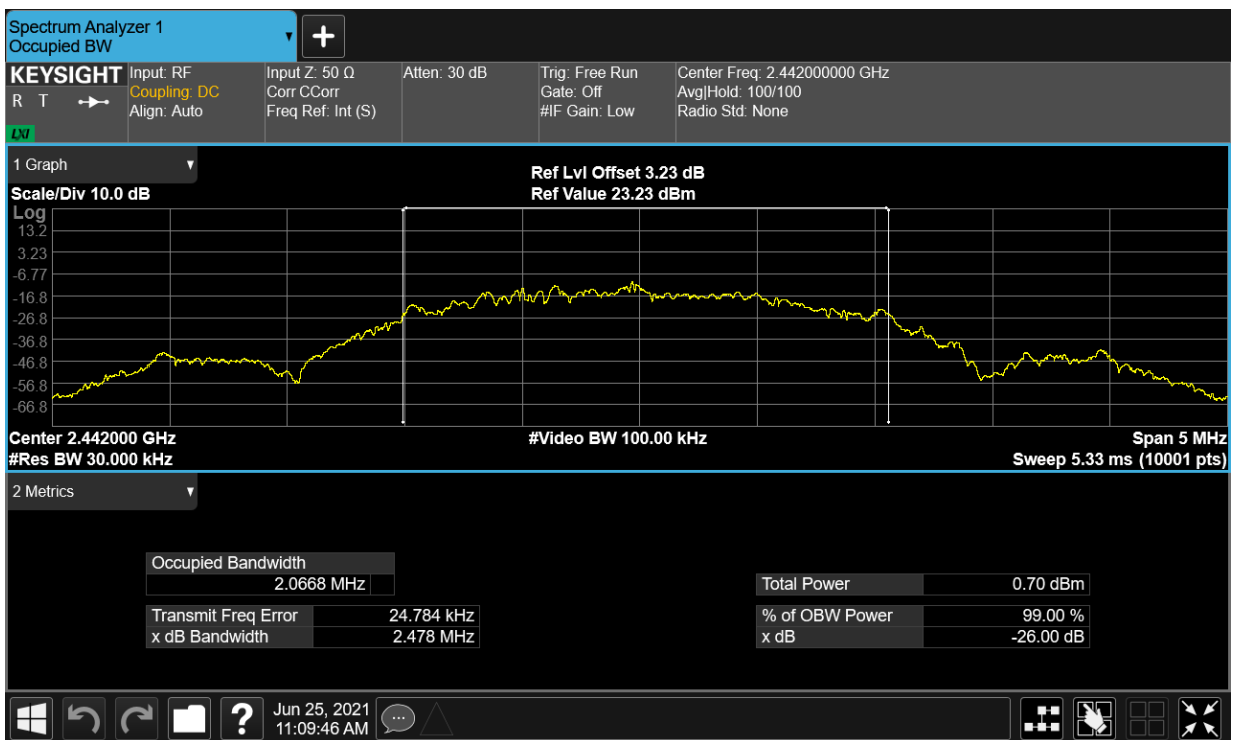 Spectrum Analyzer 1
Occupied BW
KEYSIGHT
R T
LXI
Input: RF
Coupling: DC
Align: Auto
Input Z: 50 Ω
Corr CCorr
Freq Ref: Int (S)
Atten: 30 dB
Trig: Free Run
Gate: Off
#IF Gain: Low
Center Freq: 2.442000000 GHz
Avg|Hold: 100/100
Radio Std: None
1 Graph
Scale/Div 10.0 dB
Ref Lvl Offset 3.23 dB
Ref Value 23.23 dBm
Log
13.2
3.23
-6.77
-16.8
-26.8
-36.8
-46.8
-56.8
-66.8
Center 2.442000 GHz
#Video BW 100.00 kHz
Span 5 MHz
#Res BW 30.000 kHz
Sweep 5.33 ms (10001 pts)
2 Metrics
Occupied Bandwidth
2.0668 MHz
Total Power 0.70 dBm
Transmit Freq Error 24.784 kHz
% of OBW Power 99.00 %
x dB Bandwidth 2.478 MHz
x dB -26.00 dB
?
Jun 25, 2021
11:09:46 AM